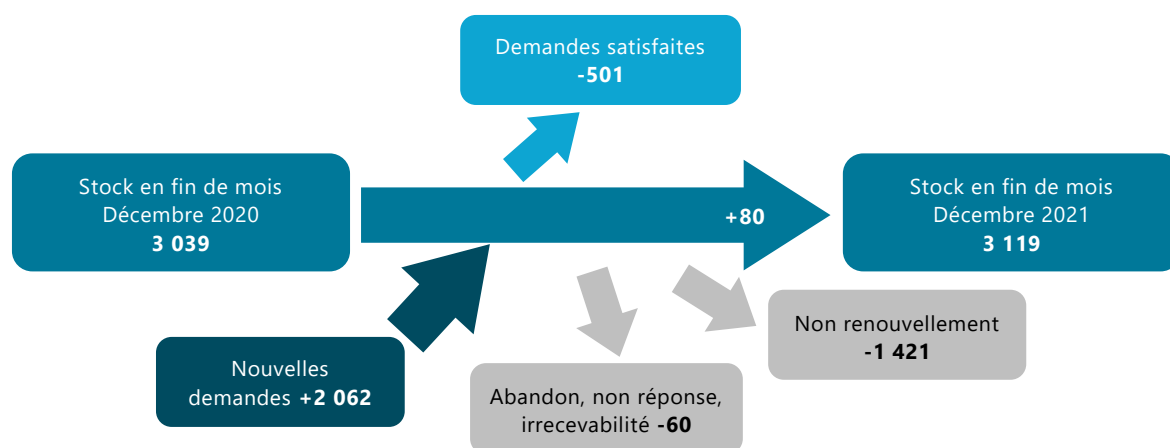 Demandes satisfaites
-501
Stock en fin de mois
Décembre 2020
3 039
+80
Stock en fin de mois
Décembre 2021
3 119
Nouvelles
demandes +2 062
Abandon, non réponse,
irrecevabilité -60
Non renouvellement
-1 421